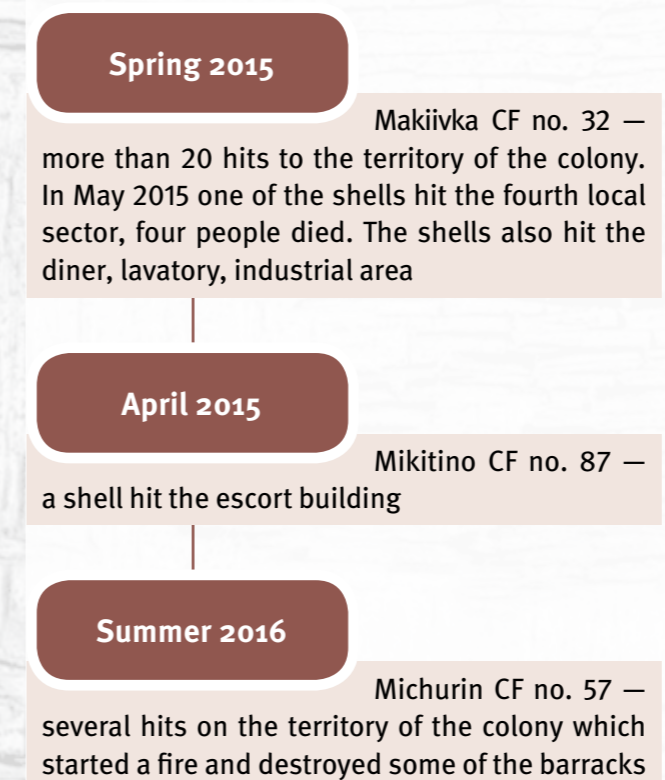 Spring 2015
Makiivka CF no. 32 —
more than 20 hits to the territory of the colony.
In May 2015 one of the shells hit the fourth local
sector, four people died. The shells also hit the
diner, lavatory, industrial area
April 2015
Mikitino CF no. 87 —
a shell hit the escort building
Summer 2016
Michurin CF no. 57 —
several hits on the territory of the colony which
started a fire and destroyed some of the barracks